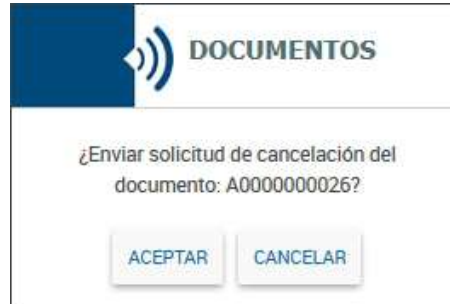 DOCUMENTOS
¿Enviar solicitud de cancelación del
documento: A0000000026?
ACEPTAR CANCELAR